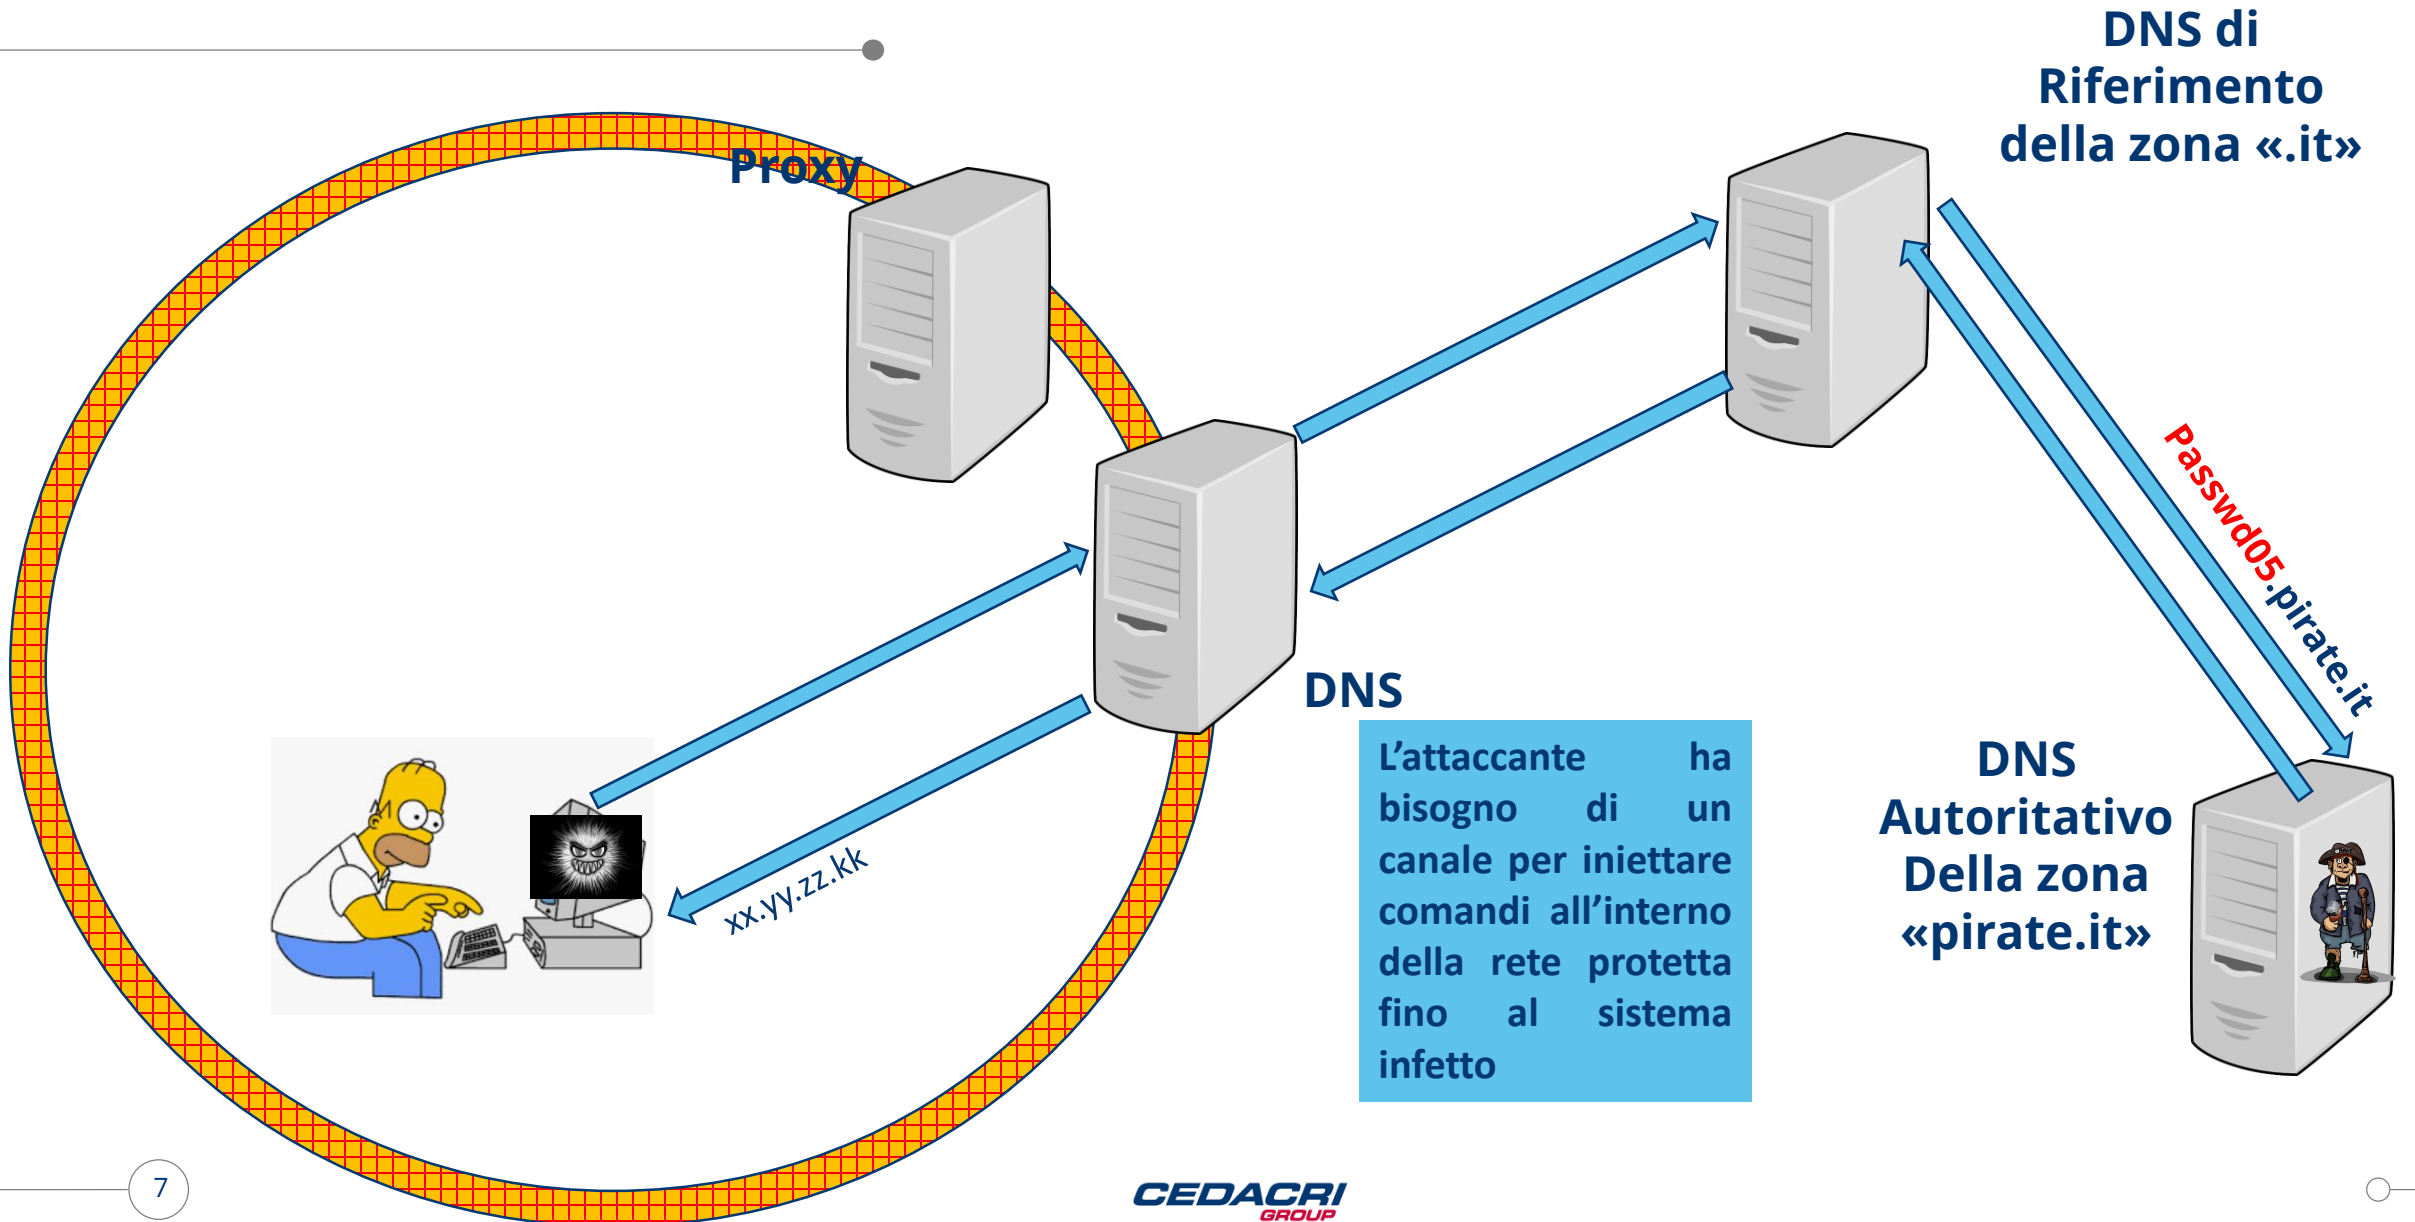 DNS di
Riferimento
della zona «.it»
Proxy
Passwd05.pirate.it
DNS
L’attaccante ha
bisogno di un
canale per iniettare
comandi all’interno
della rete protetta
fino al sistema
infetto
DNS
Autoritativo
Della zona
«pirate.it»
xx.yy.zz.kk
7
CEDACRI
GROUP